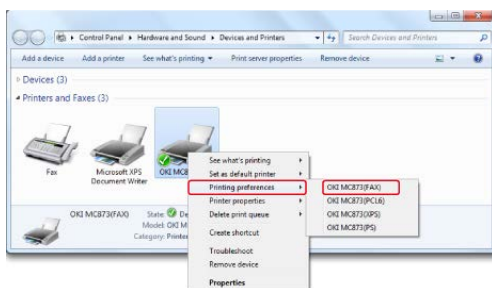 Control Panel ▸ Hardware and Sound ▸ Devices and Printers
Search Devices and Printers
Add a device Add a printer See what's printing Print server properties Remove device
Devices (3)
Printers and Faxes (3)
Fax
Microsoft XPS
Document Writer
OKI MC8
See what's printing
Set as default printer
Printing preferences
Printer properties
Delete print queue
Create shortcut
Troubleshoot
Remove device
Properties
OKI MC873(FAX)
OKI MC873(PCL6)
OKI MC873(XPS)
OKI MC873(PS)
OKI MC873(FAX) State: De
Model: OKI M
Category: Printer